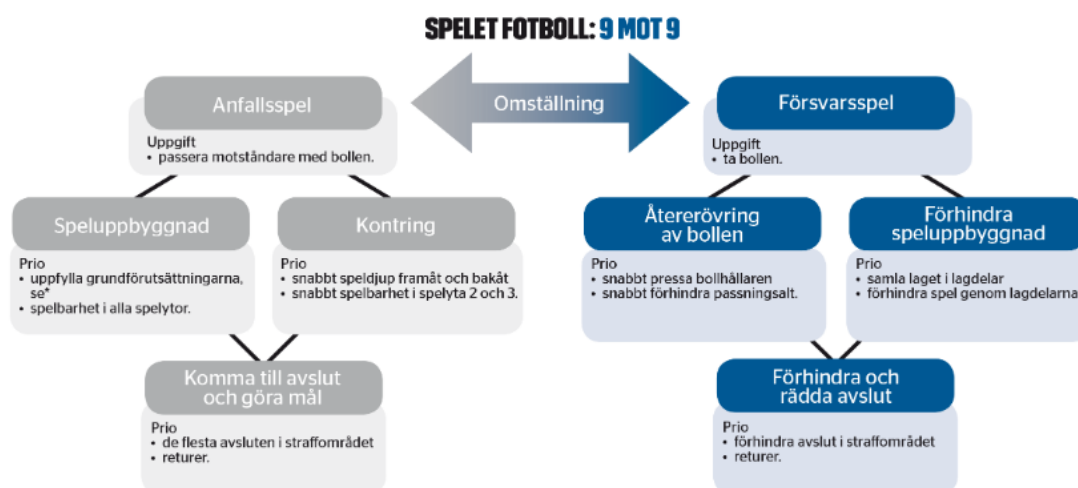 SPELET FOTBOLL: 9 MOT 9
Omställning
Anfallsspel
Uppgift
• passera motståndare med bollen.
Speluppbyggnad
Prio
• uppfylla grundförutsättningarna,
se*
• spelbarhet i alla spelytor.
Kontring
Prio
• snabbt speldjup framåt och bakåt
• snabbt spelbarhet i spelyta 2 och 3.
Komma till avslut
och göra mål
Prio
• de flesta avsluten i straffområdet
• returer.
Försvarsspel
Uppgift
• ta bollen.
Återerövring
av bollen
Prio
• snabbt pressa bollhållaren
• snabbt förhindra passningsalt.
Förhindra
speluppbyggnad
Prio
• samla laget i lagdelar
• förhindra spel genom lagdelarna
Förhindra och
rädda avslut
Prio
• förhindra avslut i straffområdet
• returer.